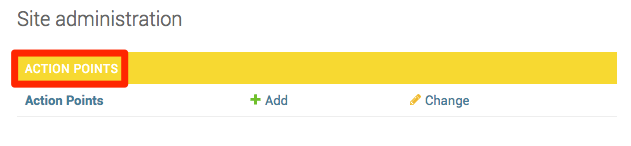 Site administration
ACTION POINTS
Action Points Add Change